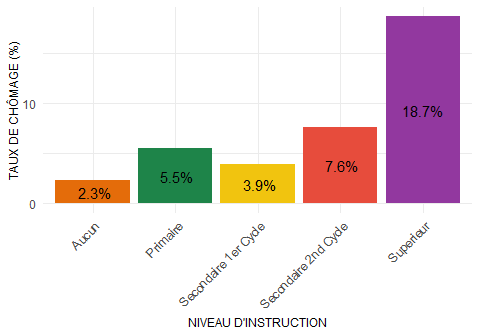 TAUX DE CHÔMAGE (%)
10
0
2.3%
5.5%
3.9%
7.6%
18.7%
Aucun
Primaire
Secondaire 1er Cycle
Secondaire 2nd Cycle
Superieur
NIVEAU D'INSTRUCTION